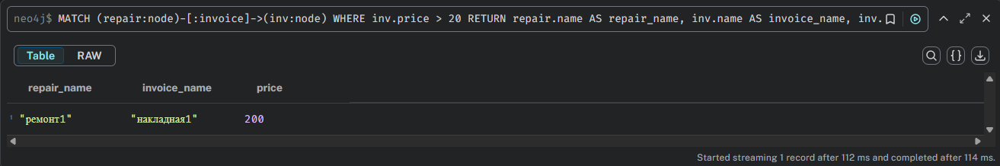 neo4j$ MATCH (repair:node)-[:invoice]->(inv:node) WHERE inv.price > 20 RETURN repair.name AS repair_name, inv.name AS invoice_name, inv.
Table RAW
repair_name invoice_name price
1 "ремонт1" "накладная1" 200
Started streaming 1 record after 112 ms and completed after 114 ms.